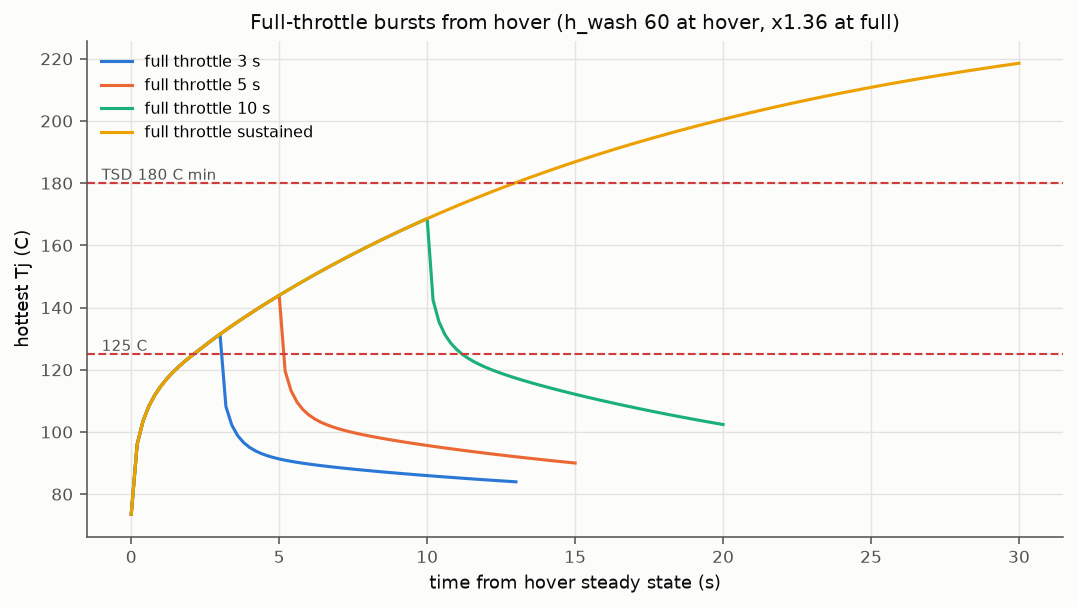 Full-throttle bursts from hover (h_wash 60 at hover, x1.36 at full)
full throttle 3 s
full throttle 5 s
full throttle 10 s
full throttle sustained
TSD 180 C min
125 C
hottest Tj (C)
220
200
180
160
140
120
100
80
0 5 10 15 20 25 30
time from hover steady state (s)